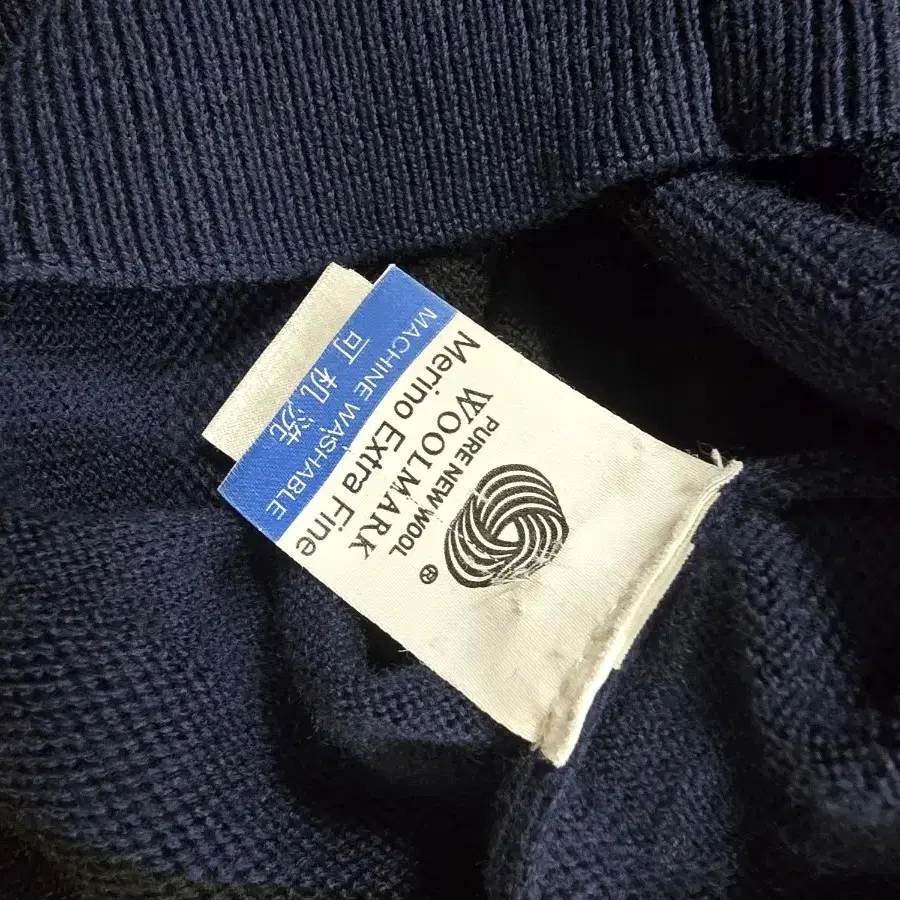 ®
PURE NEW WOOL
WOOLMARK
Merino Extra Fine
MACHINE WASHABLE
可机洗